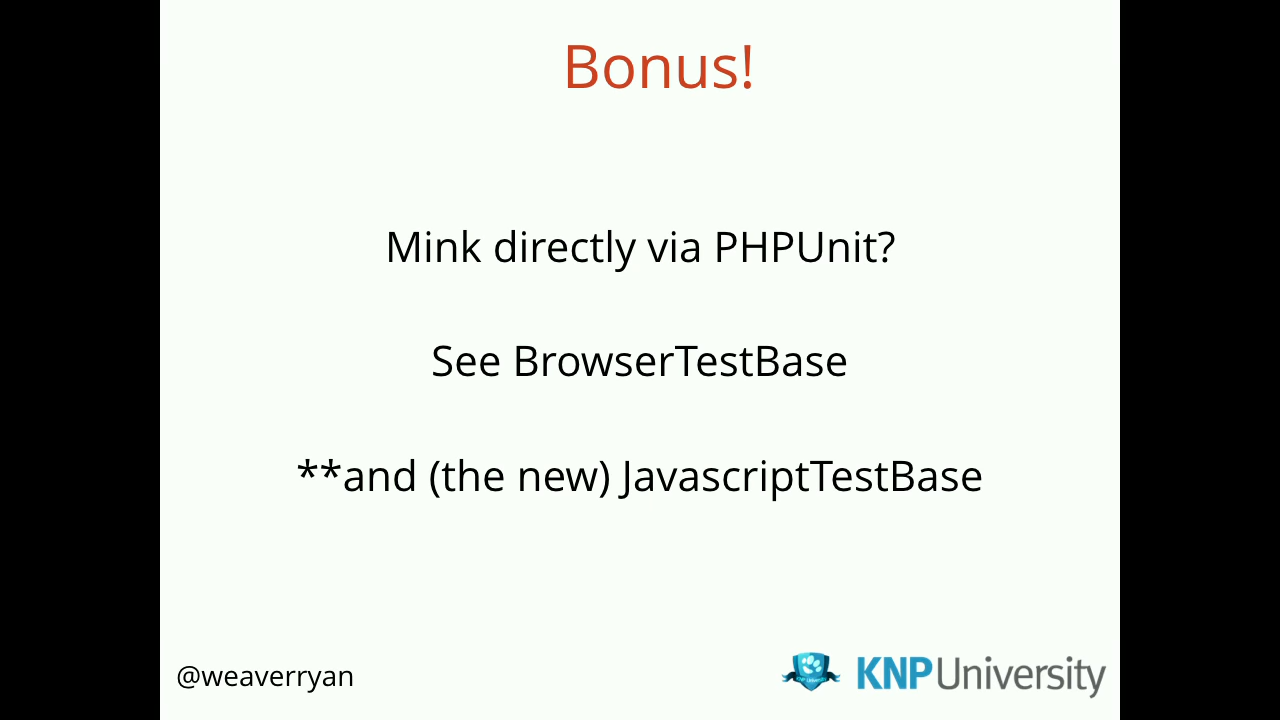 Bonus!
Mink directly via PHPUnit?
See BrowserTestBase
**and (the new) JavascriptTestBase
@weaverryan
KNPUniversity